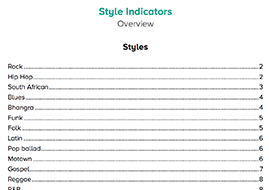 Style Indicators
Overview
Styles
Rock 2
Hip Hop 2
South African 3
Blues 4
Bhangra 4
Funk 5
Folk 5
Latin 6
Pop ballad 6
Motown 6
Gospel 7
Reggae 8
R&B